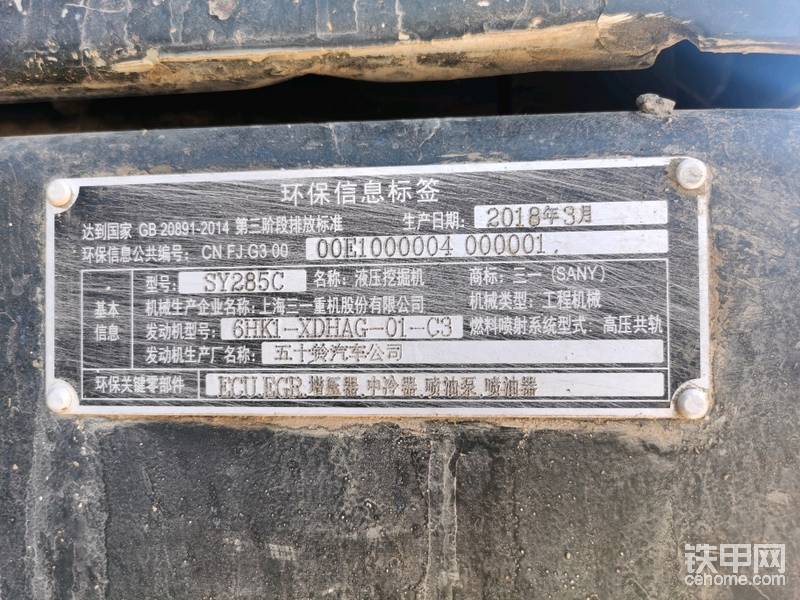 环保信息标签
达到国家 GB 20891-2014 第三阶段排放标准 生产日期: 2018年3月
环保信息公共编号: CN FJ.G3 00 00E1000004 000001
型号: SY285C 名称: 液压挖掘机 商标: 三一 (SANY)
基本信息 机械生产企业名称: 上海三一重机股份有限公司 机械类型: 工程机械
发动机型号: 6HK1-XDHAG-01-C3 燃料喷射系统型式: 高压共轨
发动机生产厂名称: 五十铃汽车公司
环保关键零部件 ECU.EGR.增压器.中冷器.喷油泵.喷油器
铁甲网
cehome.com